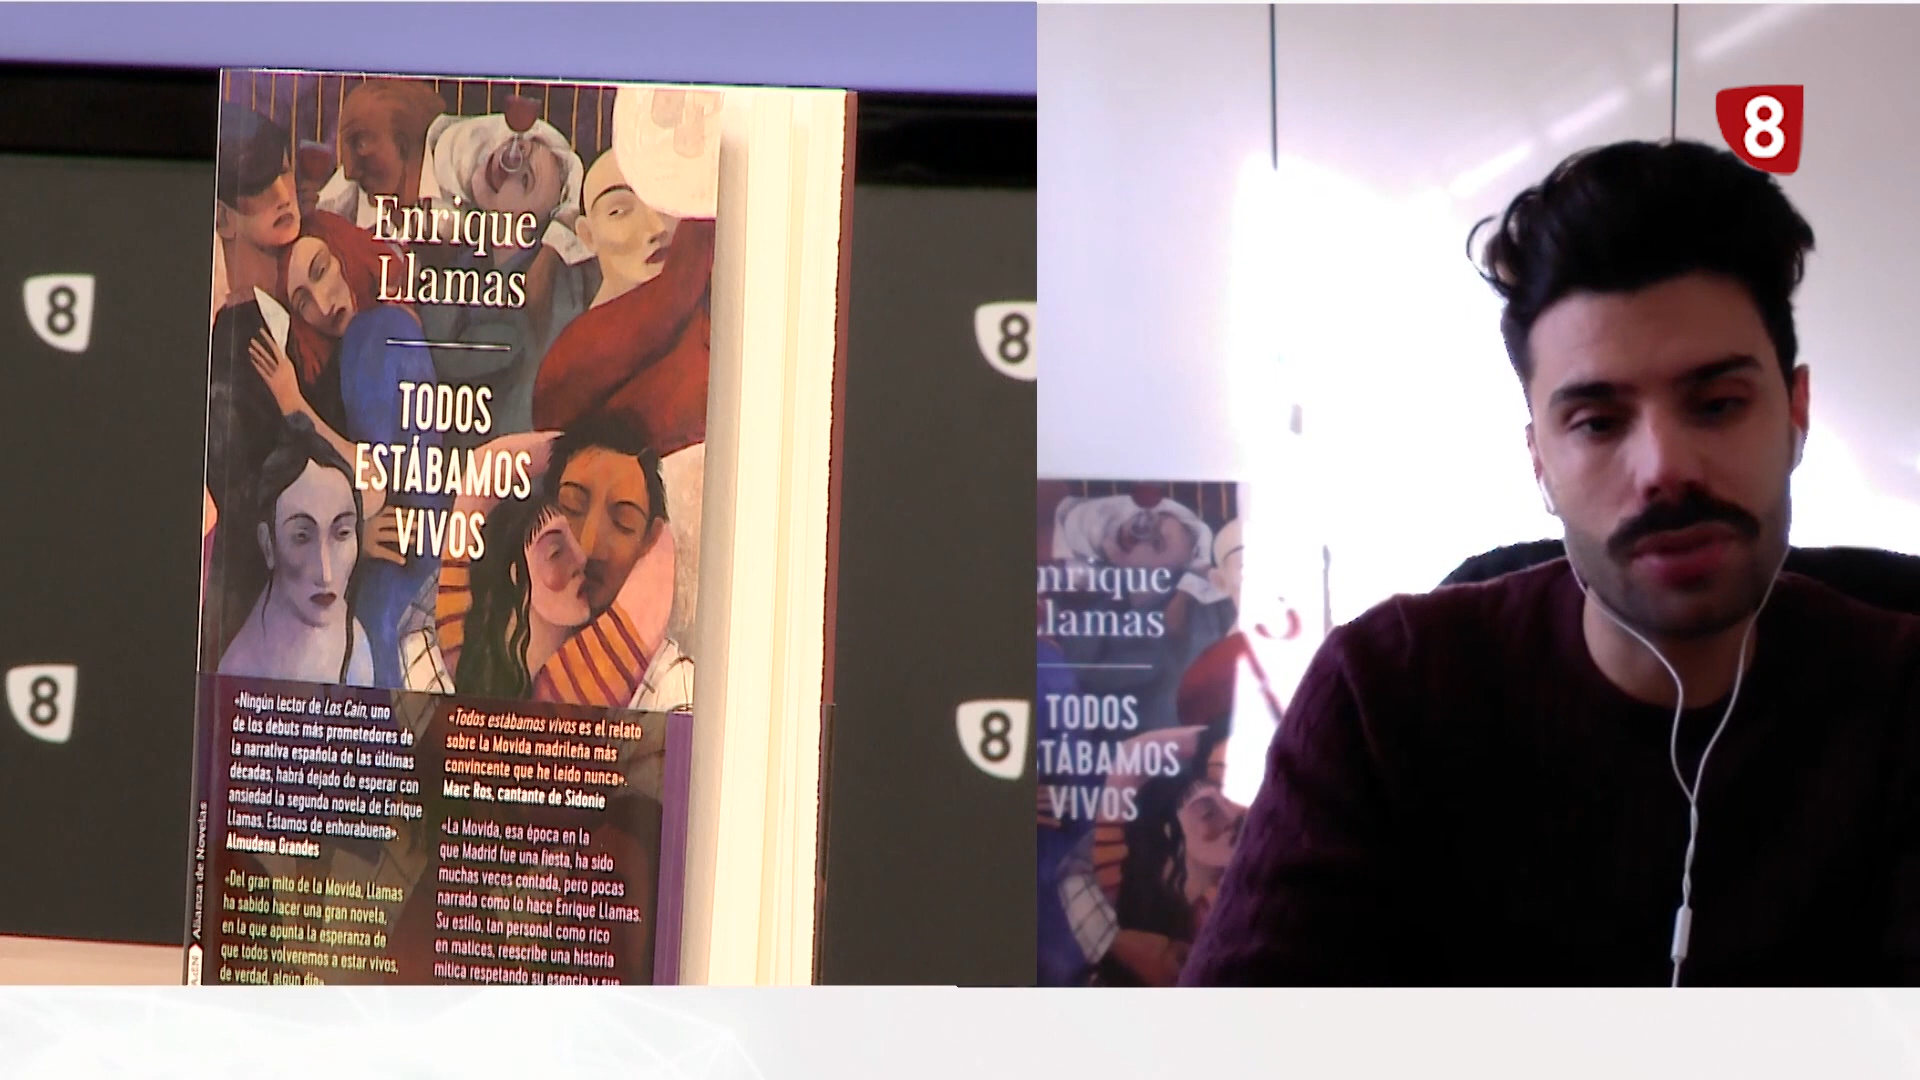 Enrique
Llamas
TODOS
ESTÁBAMOS
VIVOS
«Ningún lector de Los Caín, uno
de los debuts más prometedores de
la narrativa española de las últimas
décadas, habrá dejado de esperar con
ansiedad la segunda novela de Enrique
Llamas. Estamos de enhorabuena».
Almudena Grandes
«Del gran mito de la Movida, Llamas
ha sabido hacer una gran novela,
en la que apunta la esperanza de
que todos volveremos a estar vivos,
de verdad, algún día»
«Todos estábamos vivos es el relato
sobre la Movida madrileña más
convincente que he leído nunca».
Marc Ros, cantante de Sidonie
«La Movida, esa época en la
que Madrid fue una fiesta, ha sido
muchas veces contada, pero pocas
narrada como lo hace Enrique Llamas.
Su estilo, tan personal como rico
en matices, reescribe una historia
mítica respetando su esencia y sus
AdN Alianza de Novelas
8
8
8
8
8
nrique
lamas
TODOS
TÁBAMOS
VIVOS